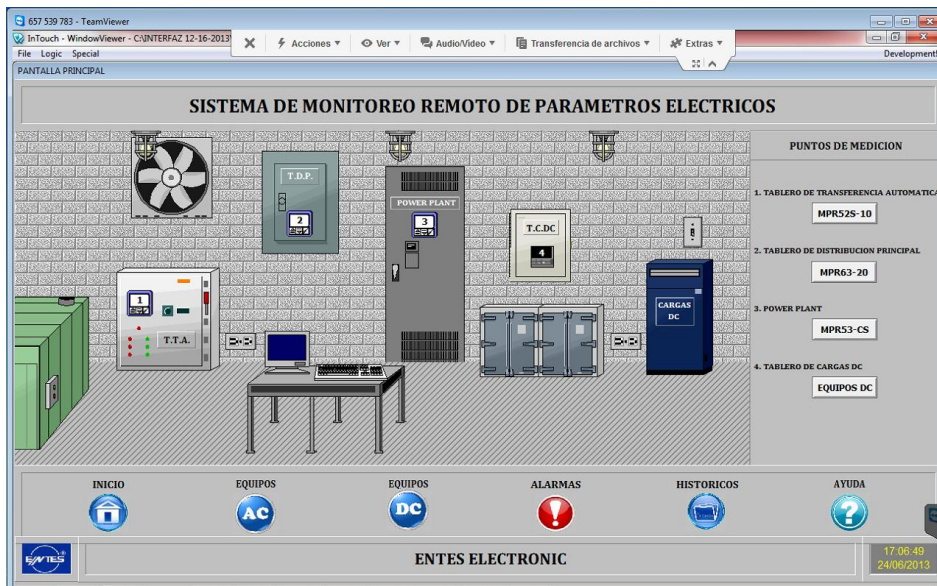 657 539 783 - TeamViewer
InTouch - WindowViewer - C:\INTERFAZ 12-16-2013\
Acciones Ver Audio/Video Transferencia de archivos Extras
File Logic Special
Development
PANTALLA PRINCIPAL
SISTEMA DE MONITOREO REMOTO DE PARAMETROS ELECTRICOS
PUNTOS DE MEDICION
1. TABLERO DE TRANSFERENCIA AUTOMATICA
MPR52S-10
2. TABLERO DE DISTRIBUCION PRINCIPAL
MPR63-20
3. POWER PLANT
MPR53-CS
4. TABLERO DE CARGAS DC
EQUIPOS DC
T.D.P.
2
POWER PLANT
3
T.C.DC
4
1
T.T.A.
CARGAS
DC
INICIO
EQUIPOS
AC
EQUIPOS
DC
ALARMAS
HISTORICOS
AYUDA
ENTES
ENTES ELECTRONIC
17:06:49
24/06/2013